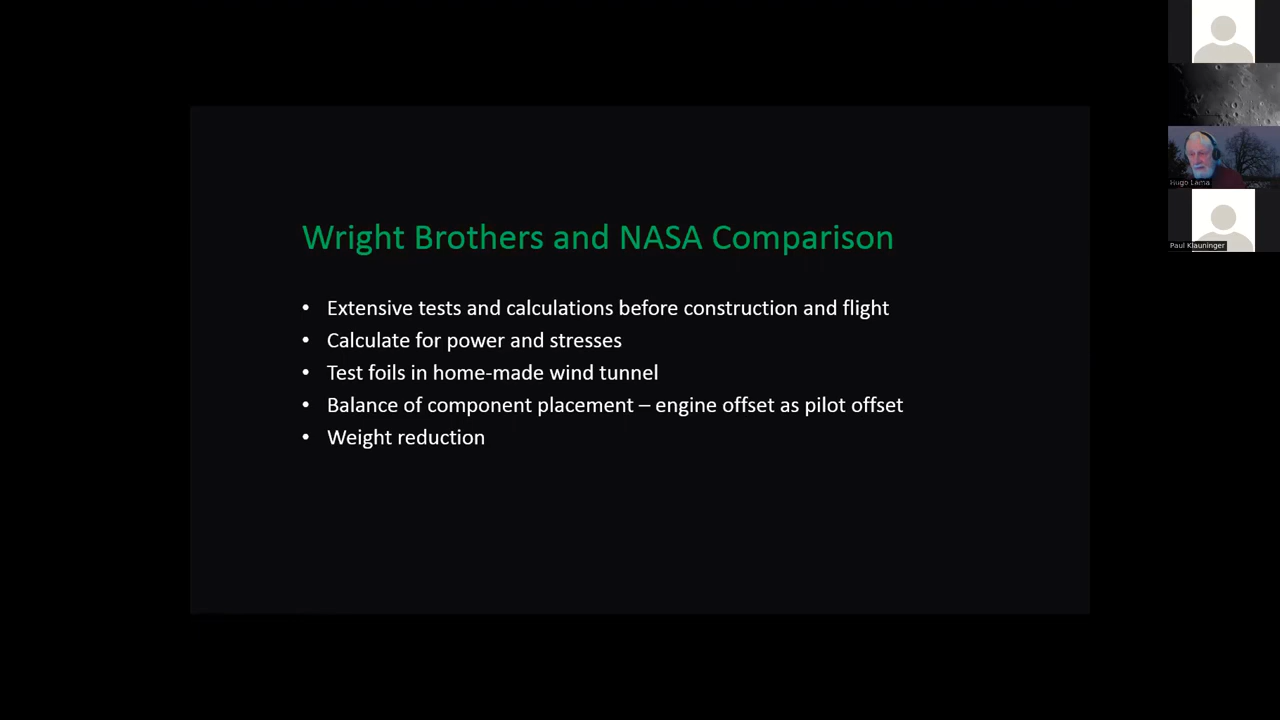 Wright Brothers and NASA Comparison
• Extensive tests and calculations before construction and flight
• Calculate for power and stresses
• Test foils in home-made wind tunnel
• Balance of component placement – engine offset as pilot offset
• Weight reduction
Hugo Lama
Paul Klauninger